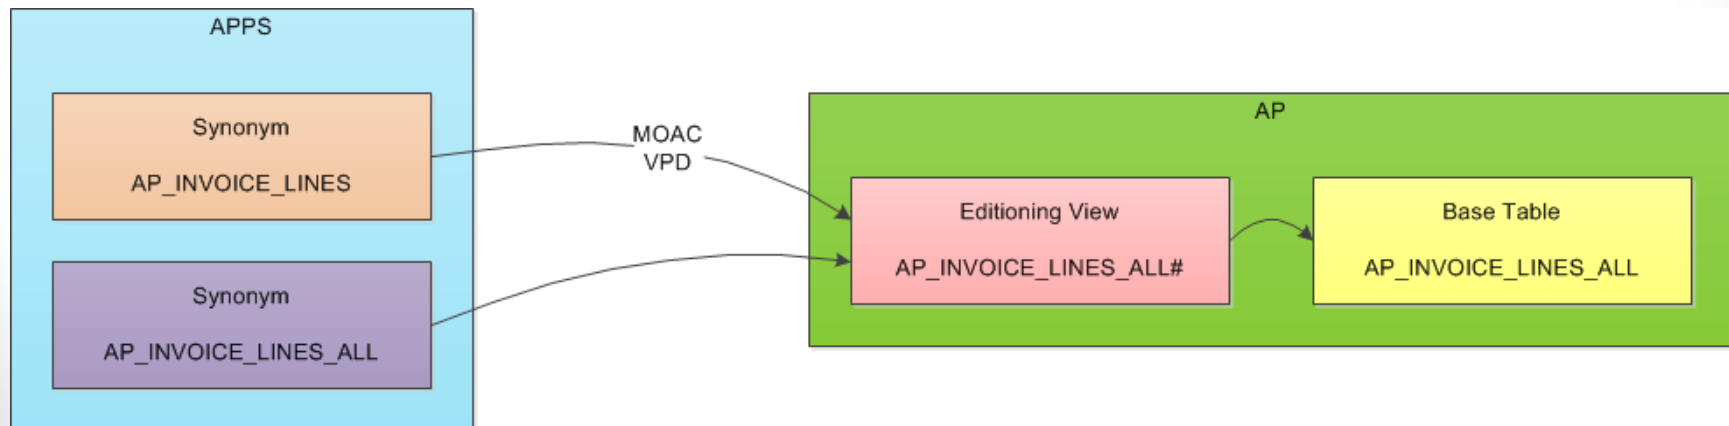 APPS
Synonym
AP_INVOICE_LINES
Synonym
AP_INVOICE_LINES_ALL
MOAC
VPD
AP
Editioning View
AP_INVOICE_LINES_ALL#
Base Table
AP_INVOICE_LINES_ALL